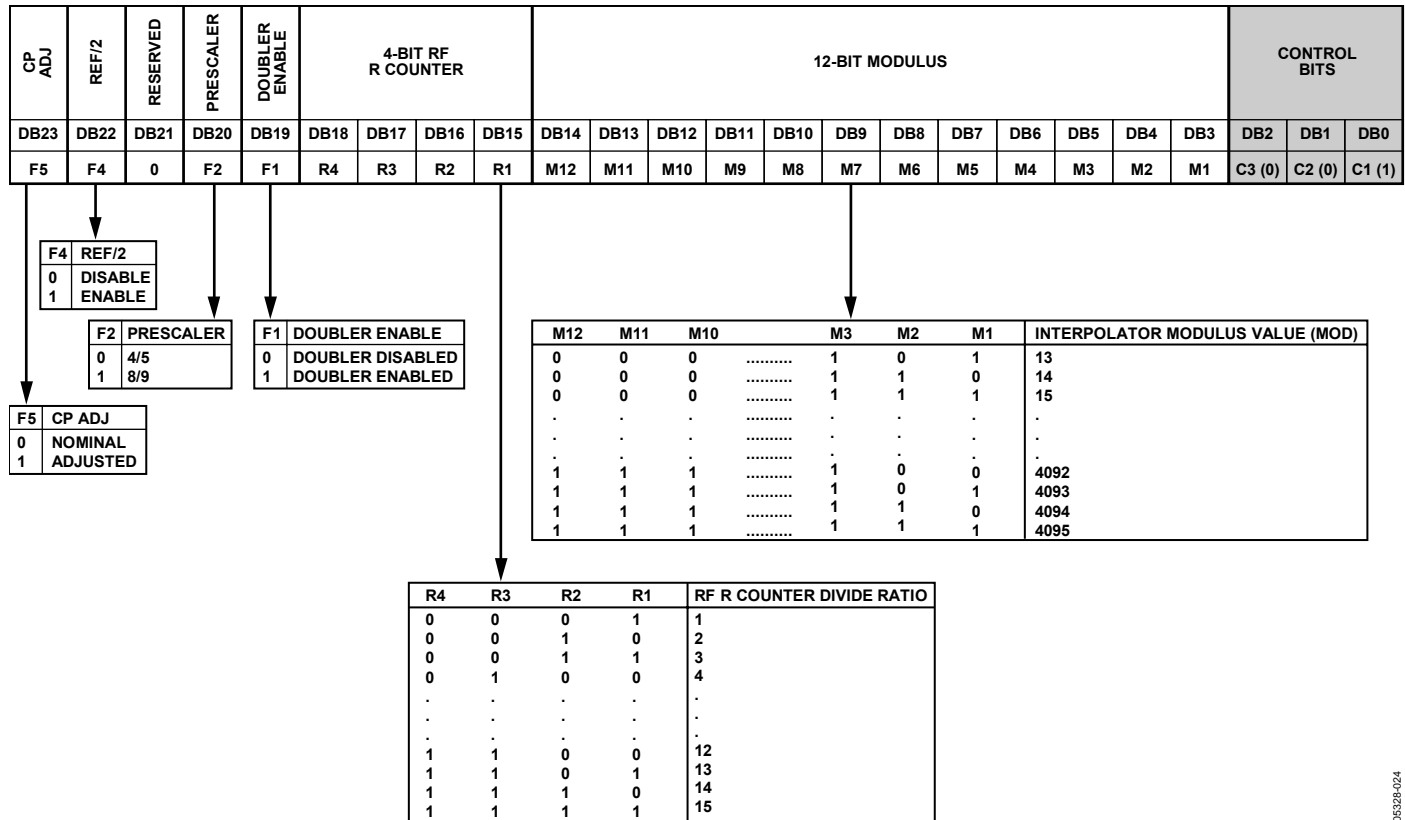 CP ADJ REF/2 RESERVED PRESCALER DOUBLER ENABLE 4-BIT RF R COUNTER 12-BIT MODULUS CONTROL BITS
DB23 DB22 DB21 DB20 DB19 DB18 DB17 DB16 DB15 DB14 DB13 DB12 DB11 DB10 DB9 DB8 DB7 DB6 DB5 DB4 DB3 DB2 DB1 DB0
F5 F4 0 F2 F1 R4 R3 R2 R1 M12 M11 M10 M9 M8 M7 M6 M5 M4 M3 M2 M1 C3 (0) C2 (0) C1 (1)
F4 REF/2
0 DISABLE
1 ENABLE
F2 PRESCALER
0 4/5
1 8/9
F1 DOUBLER ENABLE
0 DOUBLER DISABLED
1 DOUBLER ENABLED
F5 CP ADJ
0 NOMINAL
1 ADJUSTED
M12 M11 M10 M3 M2 M1 INTERPOLATOR MODULUS VALUE (MOD)
0 0 0 .......... 1 0 1 13
0 0 0 .......... 1 1 0 14
0 0 0 .......... 1 1 1 15
. . . .......... . . . .
. . . .......... . . . .
. . . .......... . . . .
1 1 1 .......... 1 0 0 4092
1 1 1 .......... 1 0 1 4093
1 1 1 .......... 1 1 0 4094
1 1 1 .......... 1 1 1 4095
R4 R3 R2 R1 RF R COUNTER DIVIDE RATIO
0 0 0 1 1
0 0 1 0 2
0 0 1 1 3
0 1 0 0 4
. . . . .
. . . . .
. . . . .
1 1 0 0 12
1 1 0 1 13
1 1 1 0 14
1 1 1 1 15
05328-024